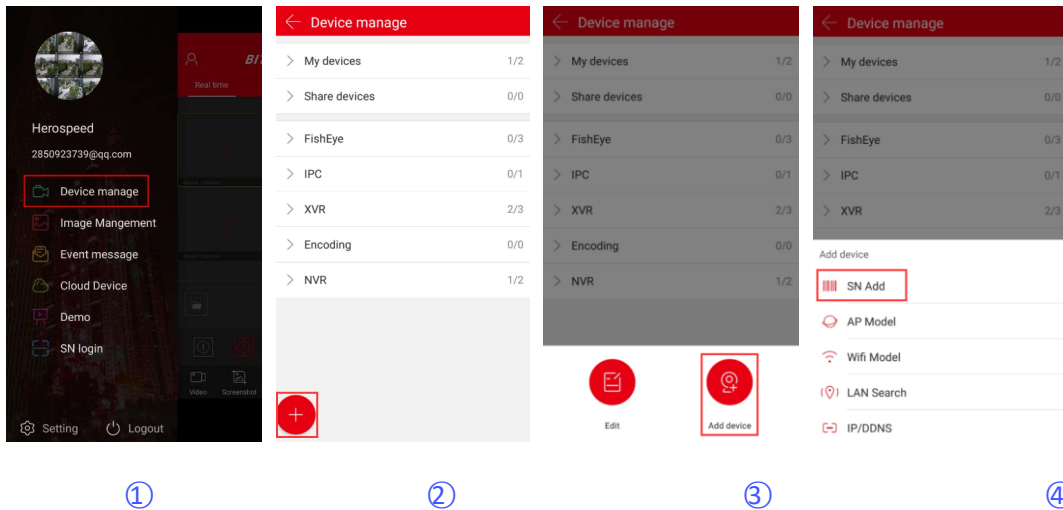 Herospeed
2850923739@qq.com
Device manage
Image Mangement
Event message
Cloud Device
Demo
SN login
Setting
Logout
BIT
Real time
Video
Screenshot
①
Device manage
My devices 1/2
Share devices 0/0
FishEye 0/3
IPC 0/1
XVR 2/3
Encoding 0/0
NVR 1/2
②
Device manage
My devices 1/2
Share devices 0/0
FishEye 0/3
IPC 0/1
XVR 2/3
Encoding 0/0
NVR 1/2
Edit
Add device
③
Device manage
My devices 1/2
Share devices 0/0
FishEye 0/3
IPC 0/1
XVR 2/3
Add device
SN Add
AP Model
Wifi Model
LAN Search
IP/DDNS
④